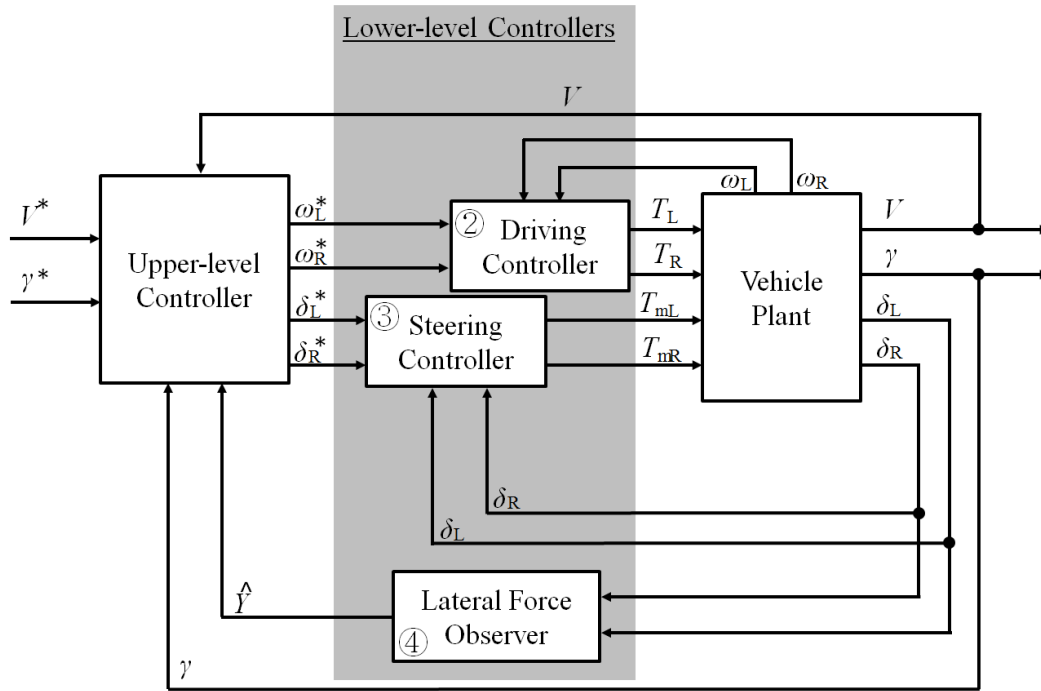 Lower-level Controllers
V
ω_L
ω_R
V*
γ*
Upper-level
Controller
ω_L*
ω_R*
δ_L*
δ_R*
②
Driving
Controller
③
Steering
Controller
T_L
T_R
T_mL
T_mR
Vehicle
Plant
V
γ
δ_L
δ_R
δ_R
δ_L
Ŷ
Lateral Force
Observer
④
γ